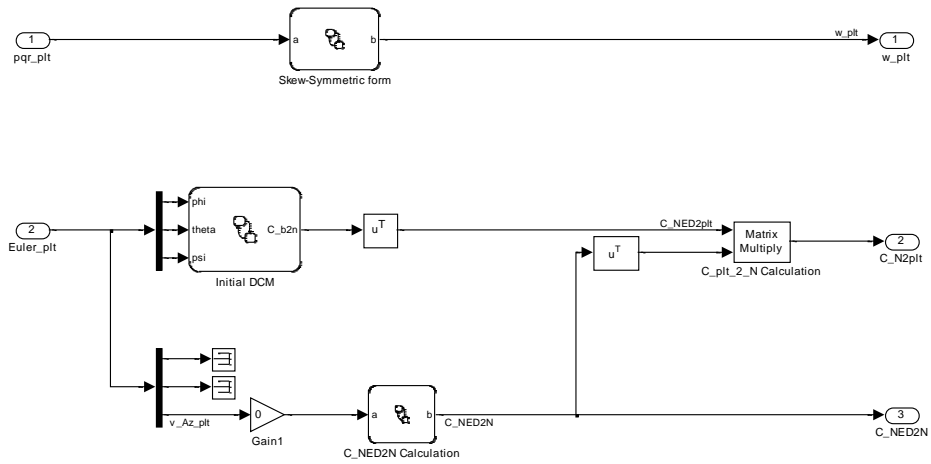 1
pqr_plt
a
b
Skew-Symmetric form
w_plt
1
w_plt
2
Euler_plt
phi
theta
psi
C_b2n
Initial DCM
u^T
C_NED2plt
u^T
Matrix
Multiply
C_plt_2_N Calculation
2
C_N2plt
v_Az_plt
0
Gain1
a
b
C_NED2N Calculation
C_NED2N
3
C_NED2N